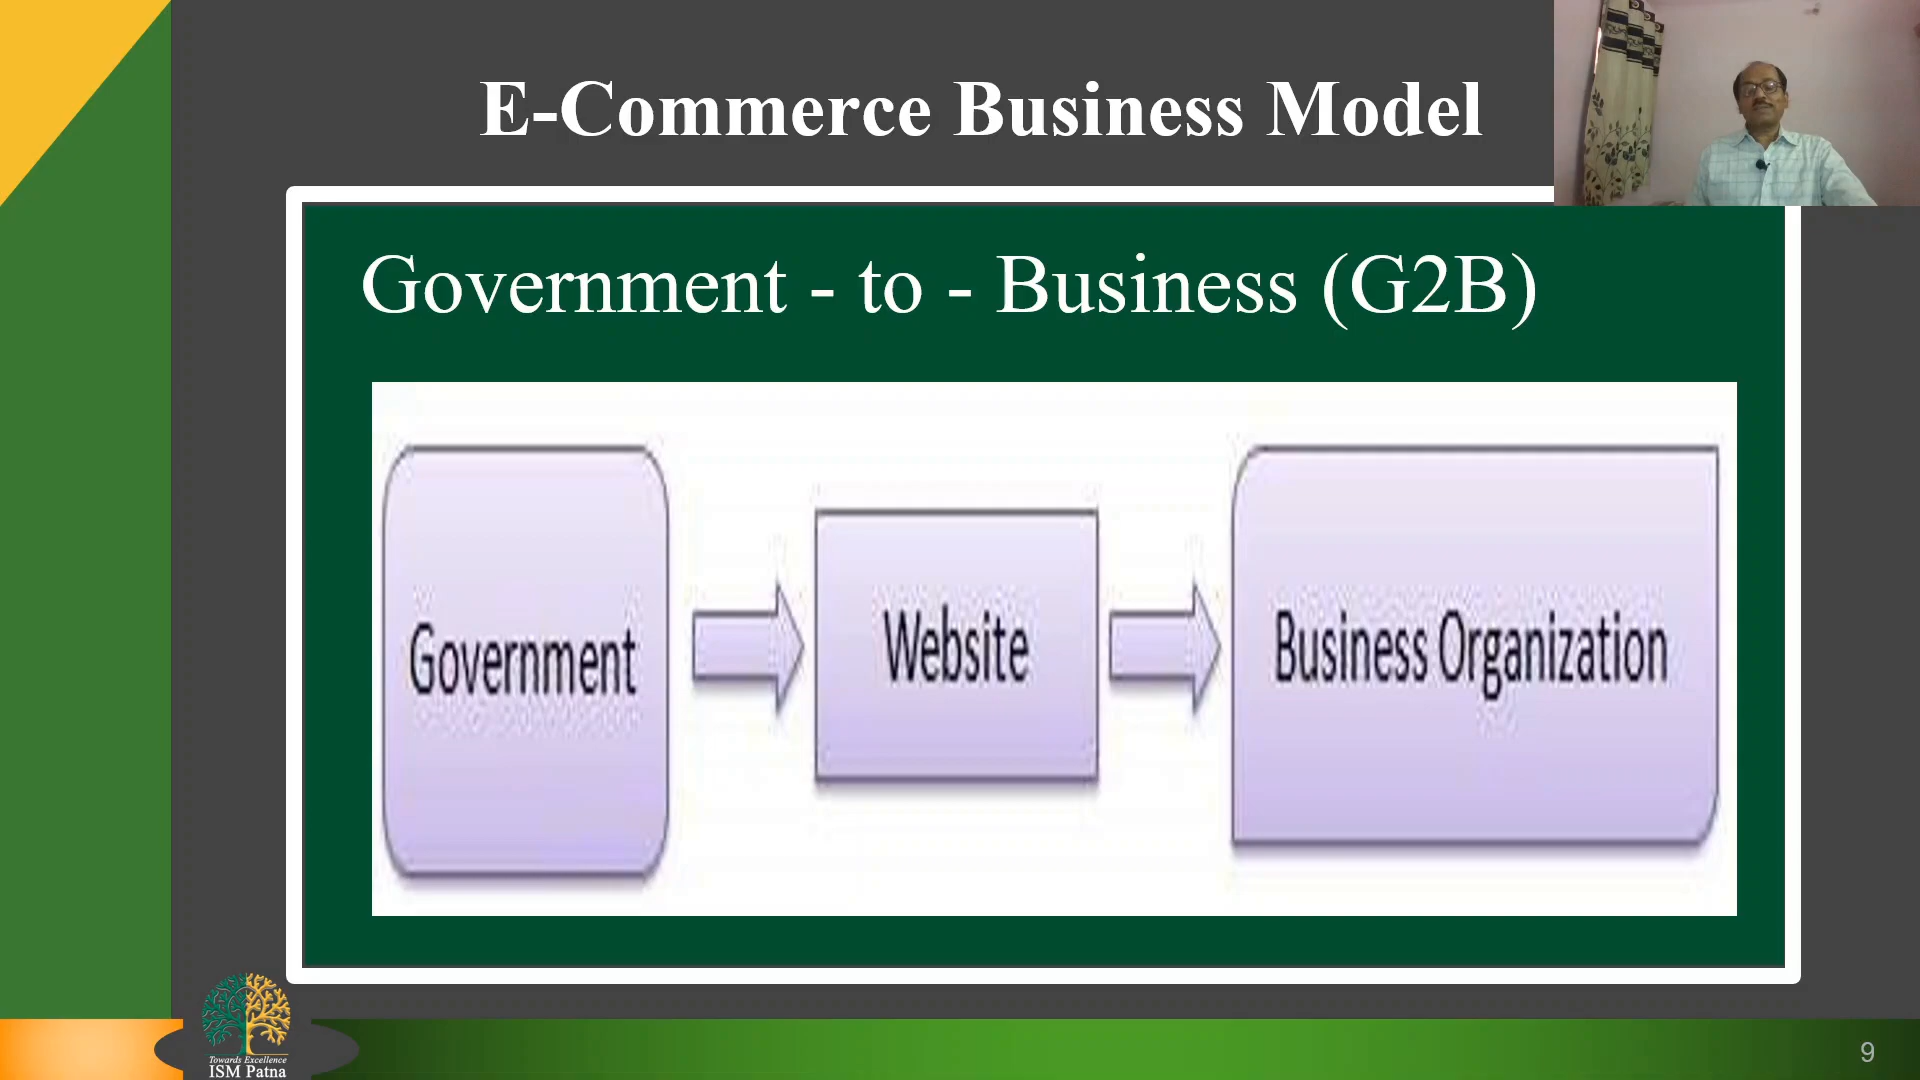 E-Commerce Business Model
Government - to - Business (G2B)
Government
Website
Business Organization
Towards Excellence
ISM Patna
9